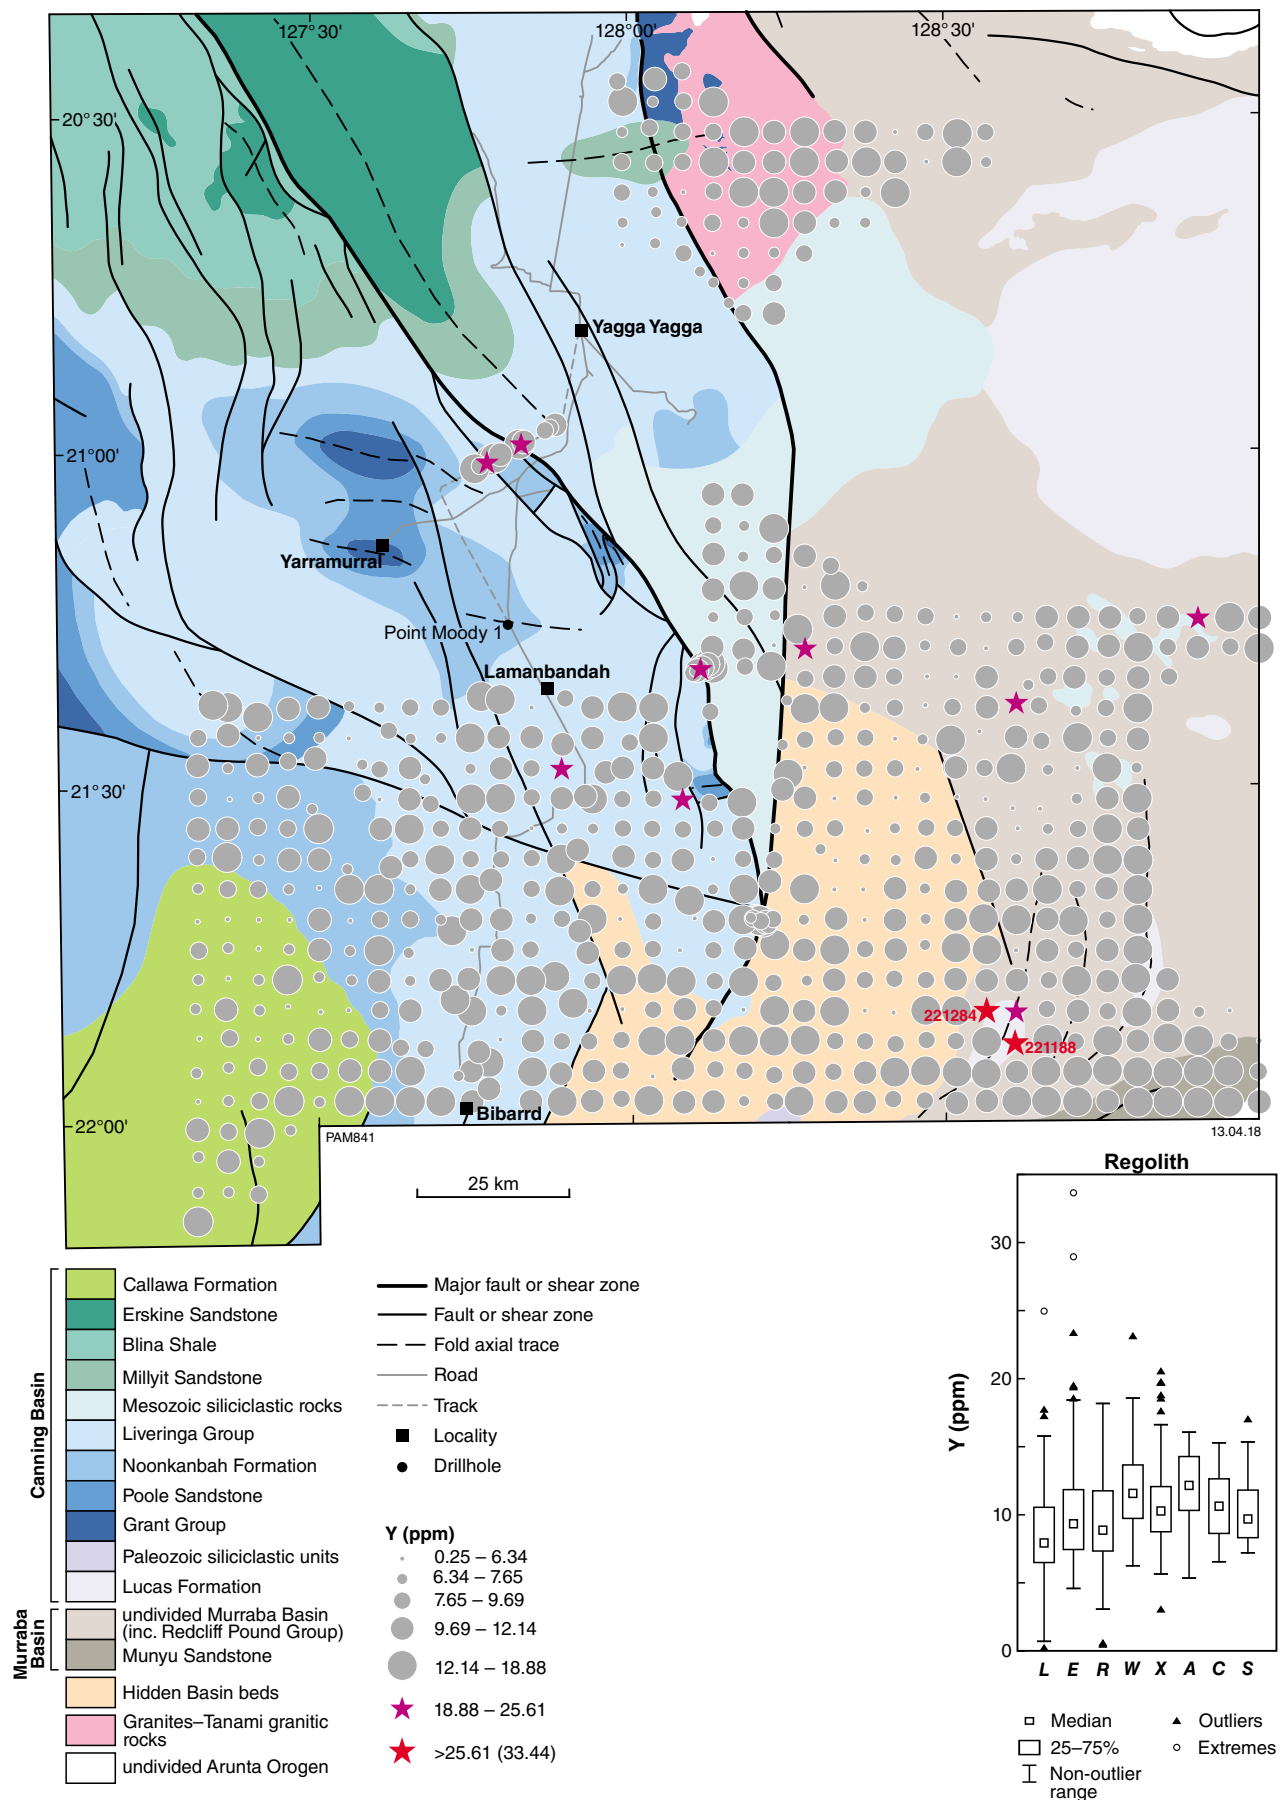 127°30'
128°00'
128°30'
20°30'
Yagga Yagga
21°00'
Yarramurral
Point Moody 1
Lamanbandah
21°30'
221284
221188
Bibarrd
22°00'
PAM841
13.04.18
25 km
Regolith
Y (ppm)
30
20
10
0
L E R W X A C S
Median
Outliers
25–75%
Extremes
Non-outlier
range
Canning Basin
Callawa Formation
Erskine Sandstone
Blina Shale
Millyit Sandstone
Mesozoic siliciclastic rocks
Liveringa Group
Noonkanbah Formation
Poole Sandstone
Grant Group
Paleozoic siliciclastic units
Lucas Formation
Murraba
Basin
undivided Murraba Basin
(inc. Redcliff Pound Group)
Munyu Sandstone
Hidden Basin beds
Granites–Tanami granitic
rocks
undivided Arunta Orogen
Major fault or shear zone
Fault or shear zone
Fold axial trace
Road
Track
Locality
Drillhole
Y (ppm)
0.25 – 6.34
6.34 – 7.65
7.65 – 9.69
9.69 – 12.14
12.14 – 18.88
18.88 – 25.61
>25.61 (33.44)